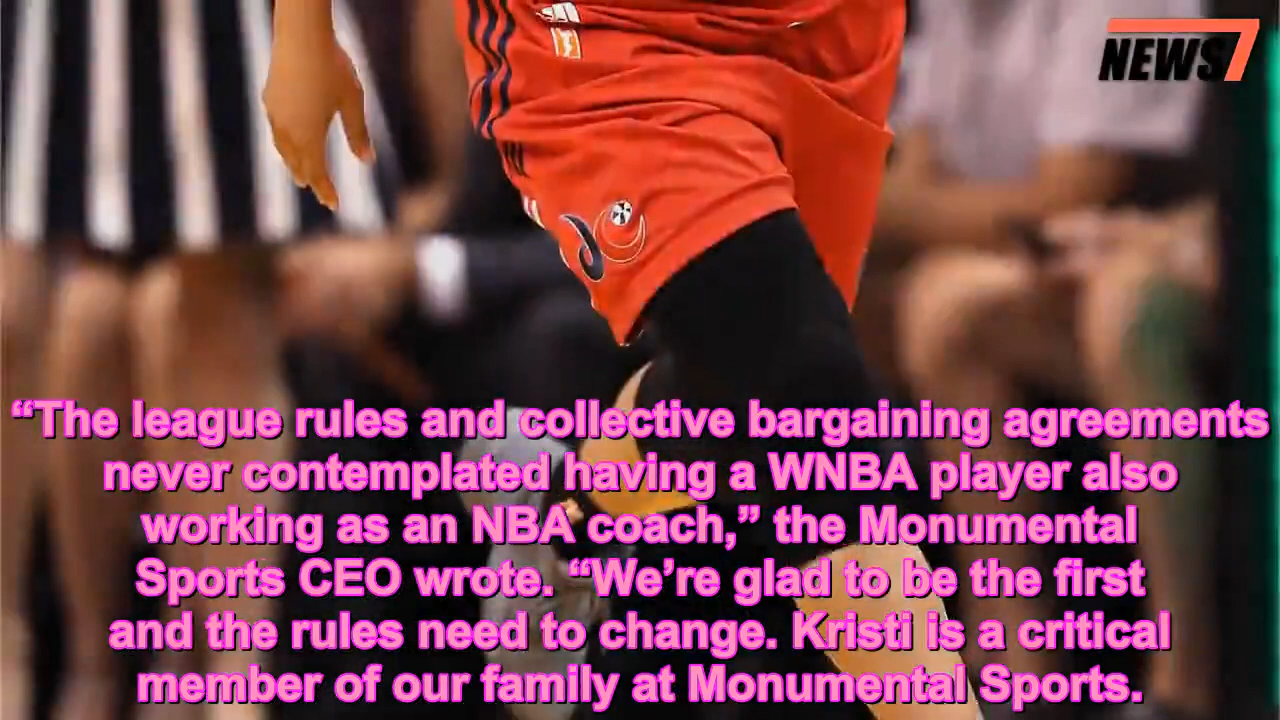 NEWS7
“The league rules and collective bargaining agreements
never contemplated having a WNBA player also
working as an NBA coach,” the Monumental
Sports CEO wrote. “We’re glad to be the first
and the rules need to change. Kristi is a critical
member of our family at Monumental Sports.